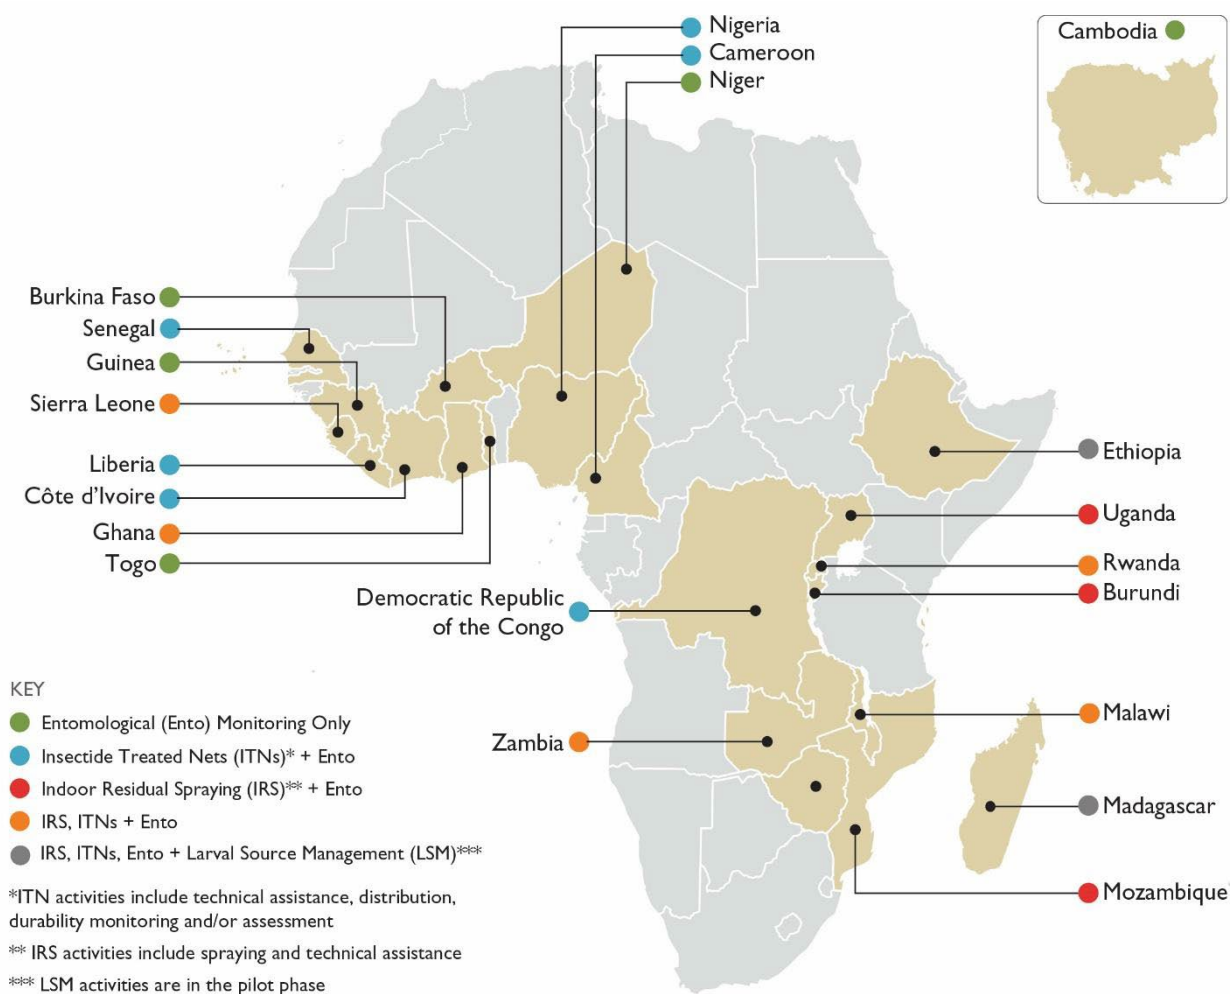 Nigeria
Cameroon
Niger
Cambodia
Burkina Faso
Senegal
Guinea
Sierra Leone
Liberia
Côte d'Ivoire
Ghana
Togo
Democratic Republic
of the Congo
Zambia
Ethiopia
Uganda
Rwanda
Burundi
Malawi
Madagascar
Mozambique
KEY
Entomological (Ento) Monitoring Only
Insectide Treated Nets (ITNs)* + Ento
Indoor Residual Spraying (IRS)** + Ento
IRS, ITNs + Ento
IRS, ITNs, Ento + Larval Source Management (LSM)***
*ITN activities include technical assistance, distribution,
durability monitoring and/or assessment
** IRS activities include spraying and technical assistance
*** LSM activities are in the pilot phase